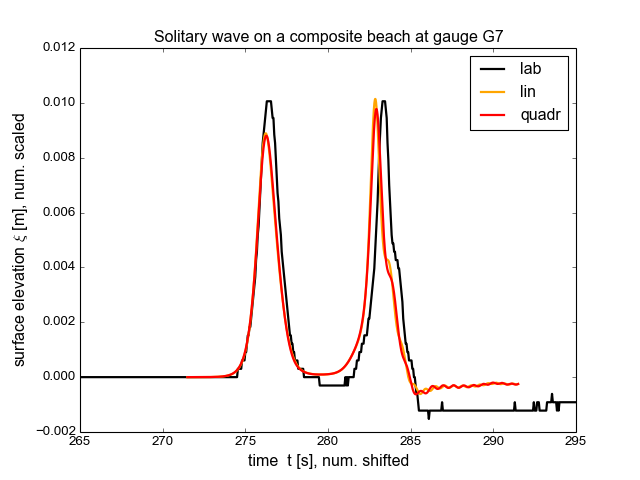 Solitary wave on a composite beach at gauge G7
0.012
0.010
0.008
0.006
0.004
0.002
0.000
−0.002
surface elevation ξ [m], num. scaled
265 270 275 280 285 290 295
time t [s], num. shifted
lab
lin
quadr